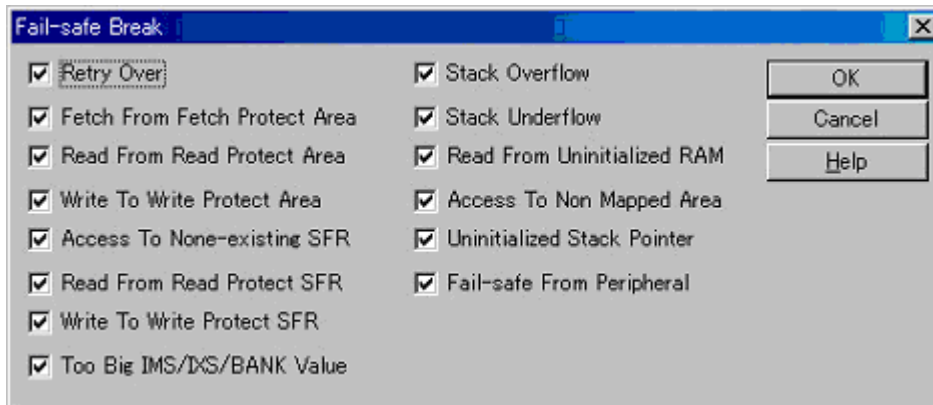 Fail-safe Break
Retry Over
Fetch From Fetch Protect Area
Read From Read Protect Area
Write To Write Protect Area
Access To None-existing SFR
Read From Read Protect SFR
Write To Write Protect SFR
Too Big IMS/IXS/BANK Value
Stack Overflow
Stack Underflow
Read From Uninitialized RAM
Access To Non Mapped Area
Uninitialized Stack Pointer
Fail-safe From Peripheral
OK
Cancel
Help